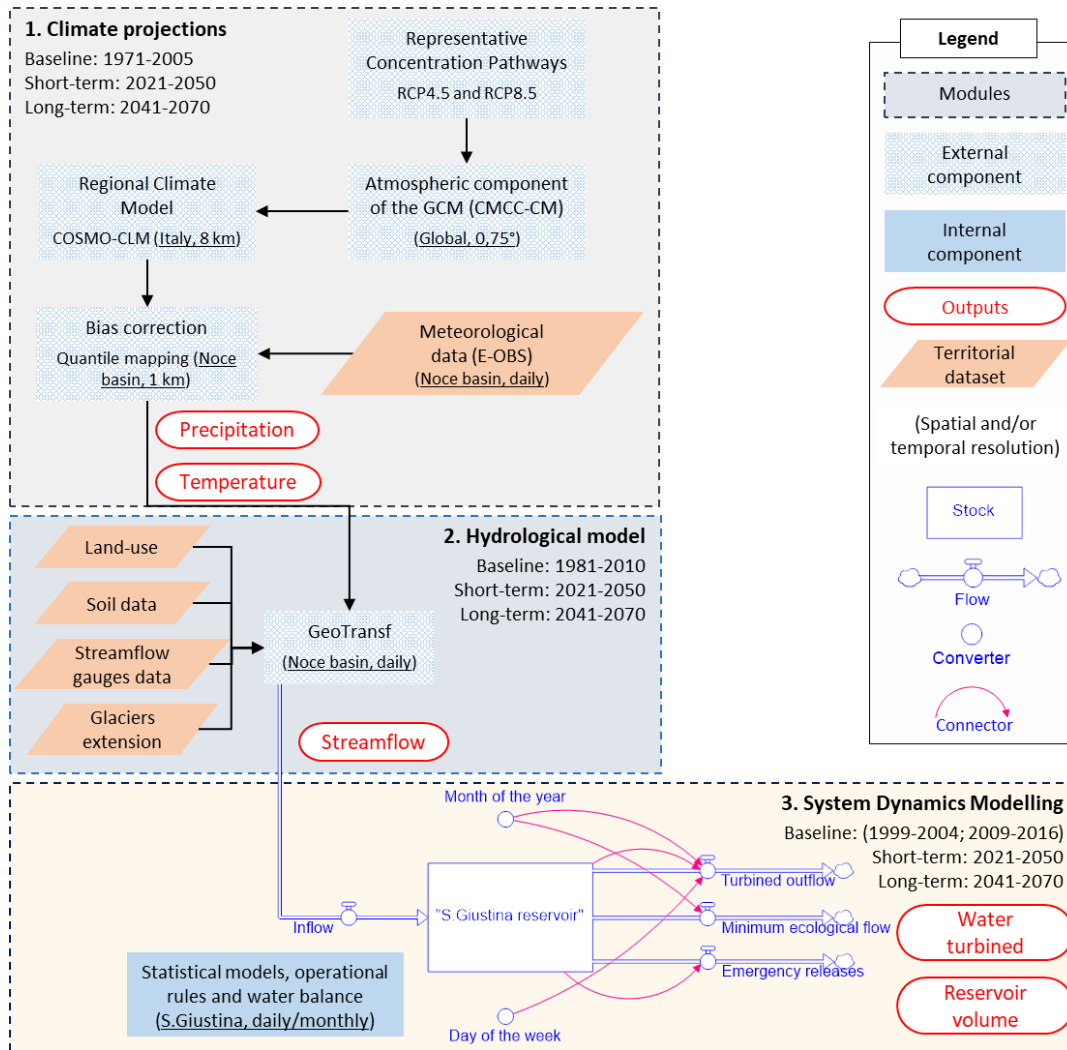 1. Climate projections
Baseline: 1971-2005
Short-term: 2021-2050
Long-term: 2041-2070
Representative
Concentration Pathways
RCP4.5 and RCP8.5
Regional Climate
Model
COSMO-CLM (Italy, 8 km)
Atmospheric component
of the GCM (CMCC-CM)
(Global, 0,75°)
Bias correction
Quantile mapping (Noce
basin, 1 km)
Meteorological
data (E-OBS)
(Noce basin, daily)
Precipitation
Temperature
2. Hydrological model
Baseline: 1981-2010
Short-term: 2021-2050
Long-term: 2041-2070
Land-use
Soil data
Streamflow
gauges data
Glaciers
extension
GeoTransf
(Noce basin, daily)
Streamflow
3. System Dynamics Modelling
Baseline: (1999-2004; 2009-2016)
Short-term: 2021-2050
Long-term: 2041-2070
Month of the year
Inflow
"S.Giustina reservoir"
Turbined outflow
Minimum ecological flow
Emergency releases
Day of the week
Statistical models, operational
rules and water balance
(S.Giustina, daily/monthly)
Water
turbined
Reservoir
volume
Legend
Modules
External
component
Internal
component
Outputs
Territorial
dataset
(Spatial and/or
temporal resolution)
Stock
Flow
Converter
Connector